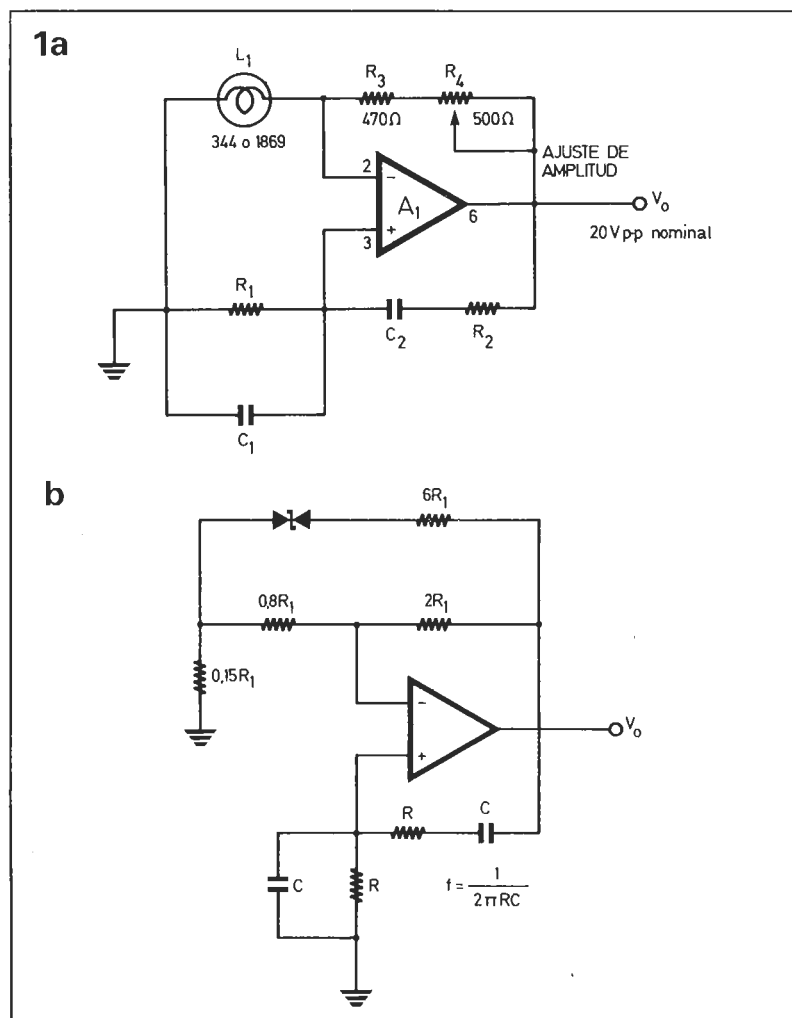 1a
L1
R3
R4
344 o 1869
470Ω
500Ω
2
−
AJUSTE DE
AMPLITUD
A1
6
Vo
3
+
20V p-p nominal
R1
C2
R2
C1
b
6R1
0,8R1
2R1
0,15R1
−
Vo
+
R
C
C
R
f = 1 / 2πRC